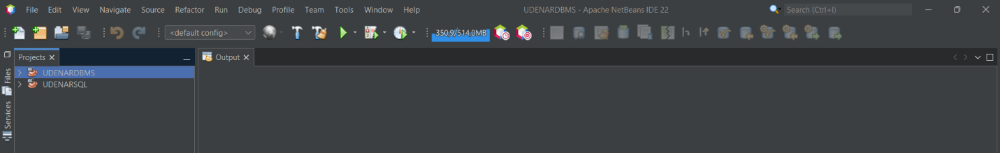 File Edit View Navigate Source Refactor Run Debug Profile Team Tools Window Help UDENARDBMS - Apache NetBeans IDE 22 Search (Ctrl+I)
<default config> 350,9/514,0MB
Projects Output
UDENARDBMS
UDENARSQL
Files
Services